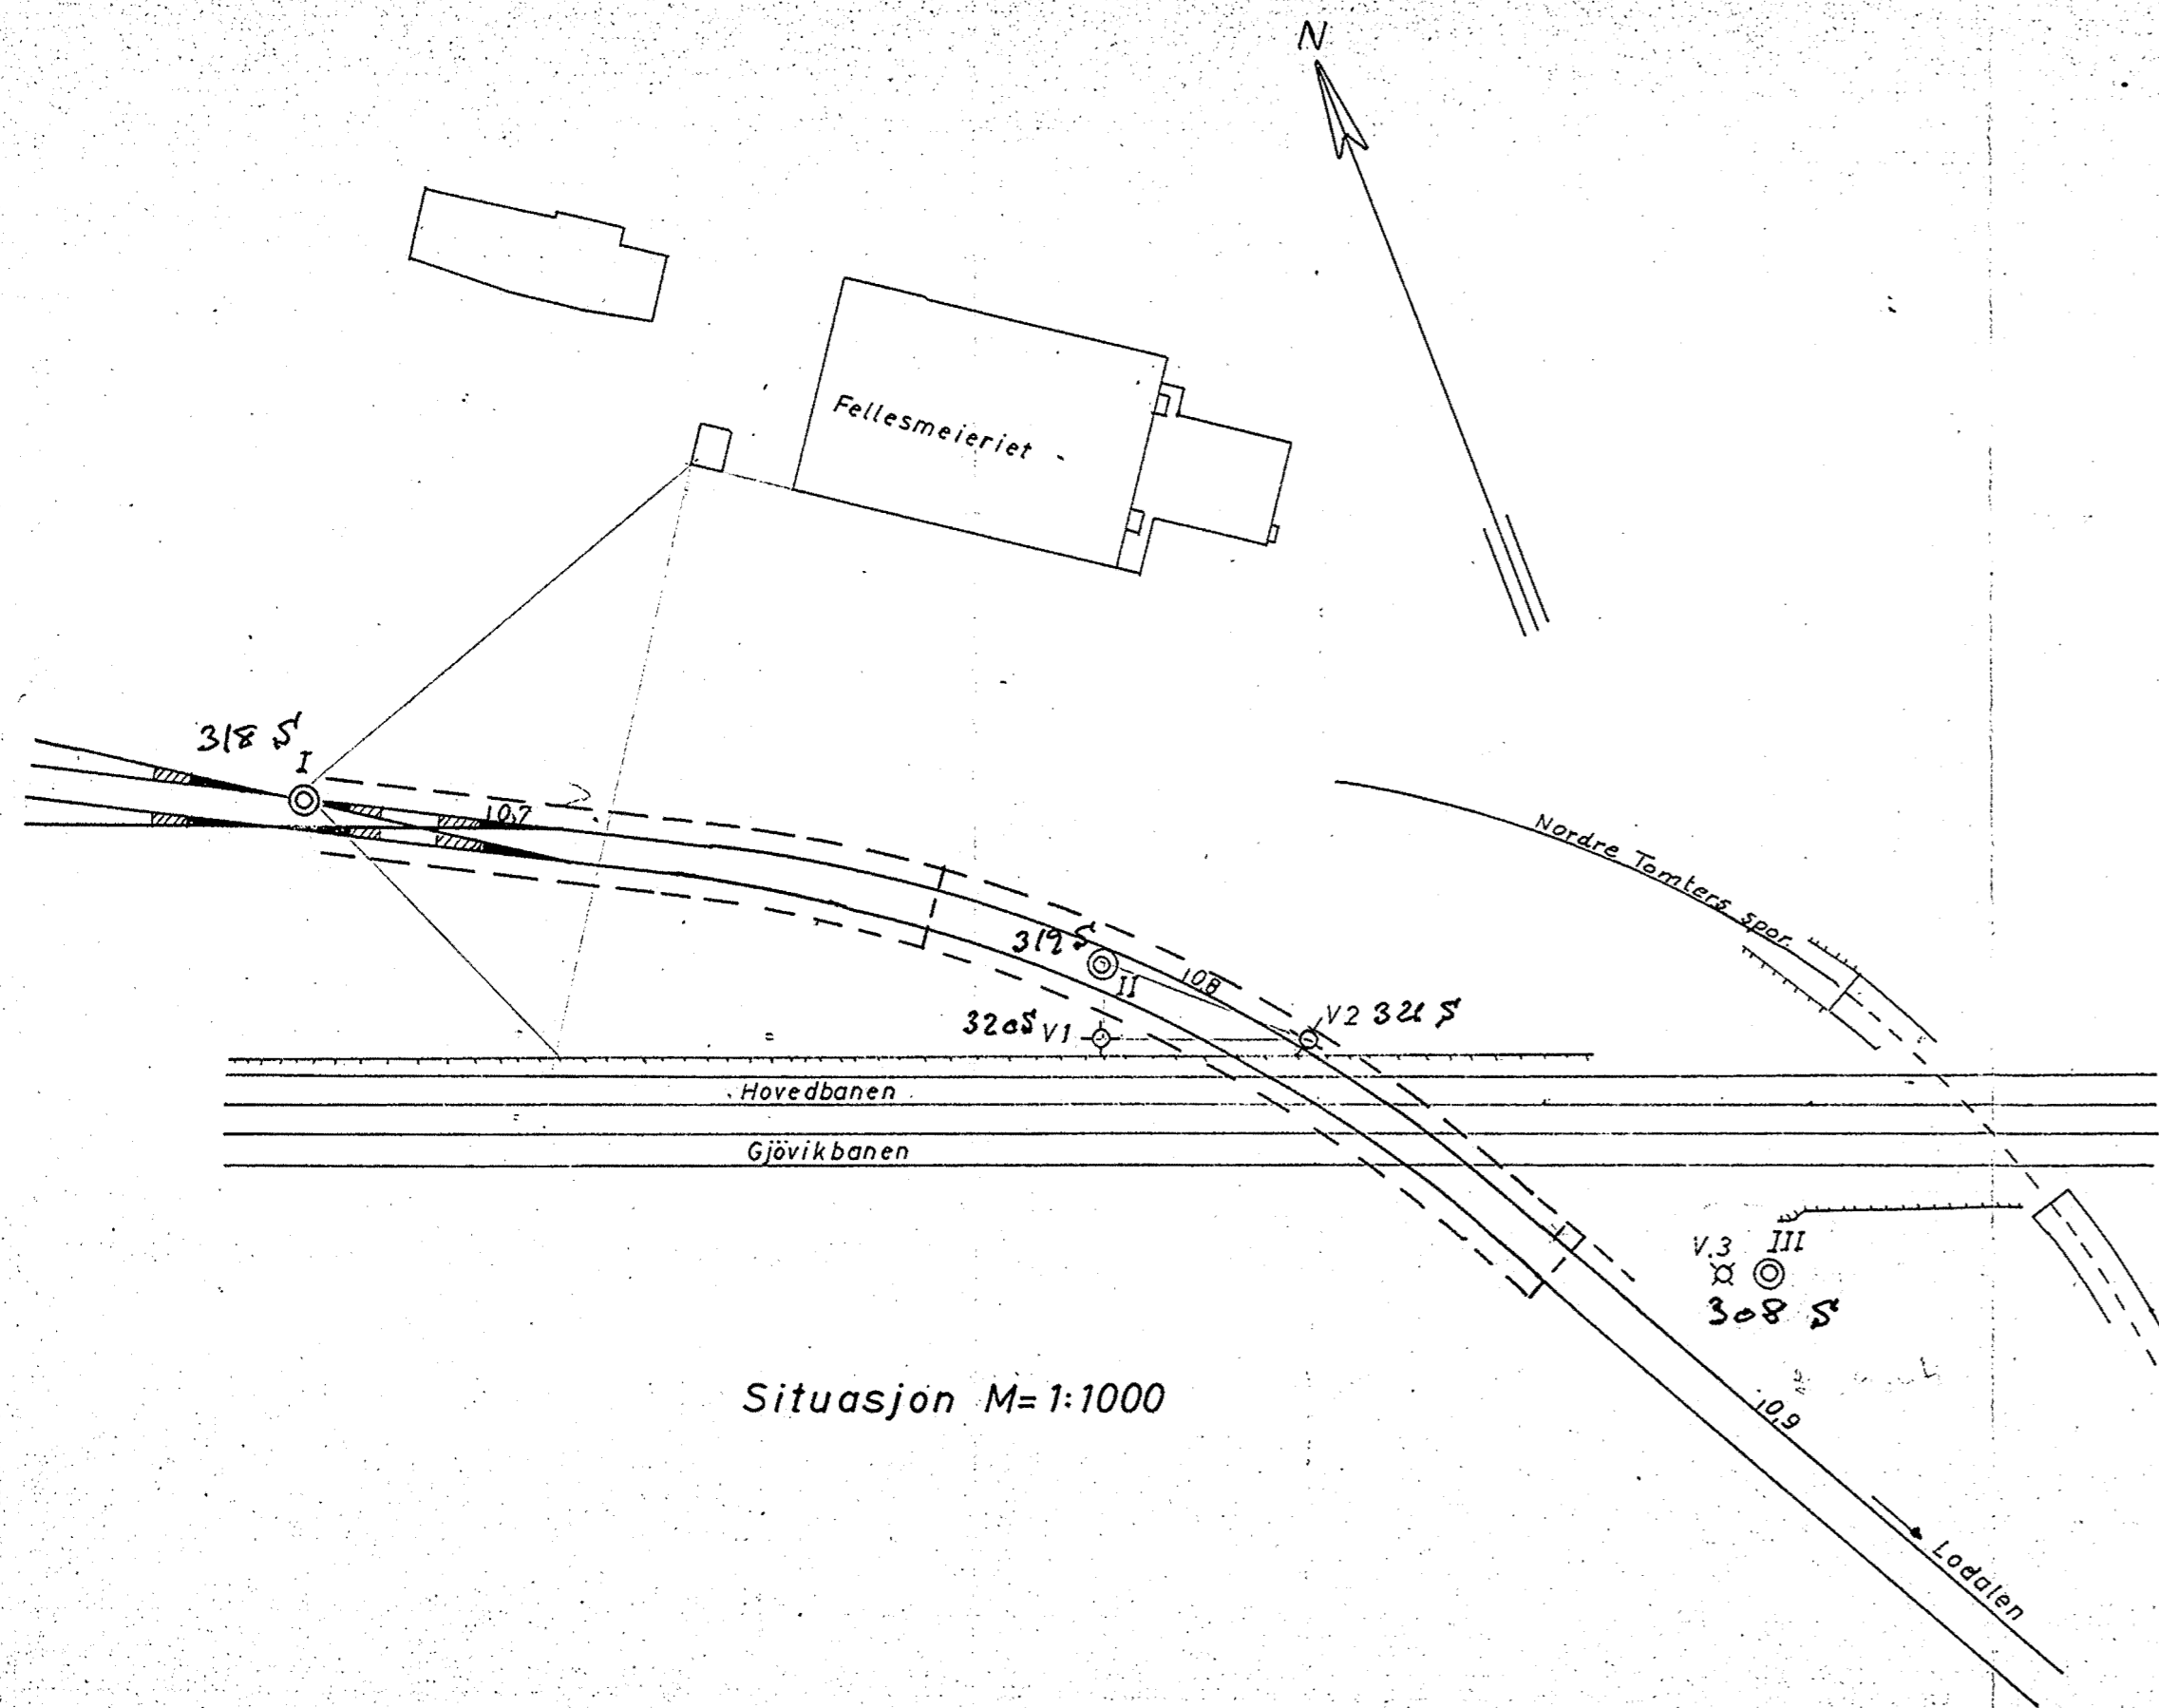 N
Fellesmeieriet
318 S
I
10,7
Nordre Tomters spor.
319 S
II
10,8
320S V1
V2 321 S
Hovedbanen
Gjövikbanen
V.3 III
308 S
Situasjon M= 1:1000
10,9
Lodalen